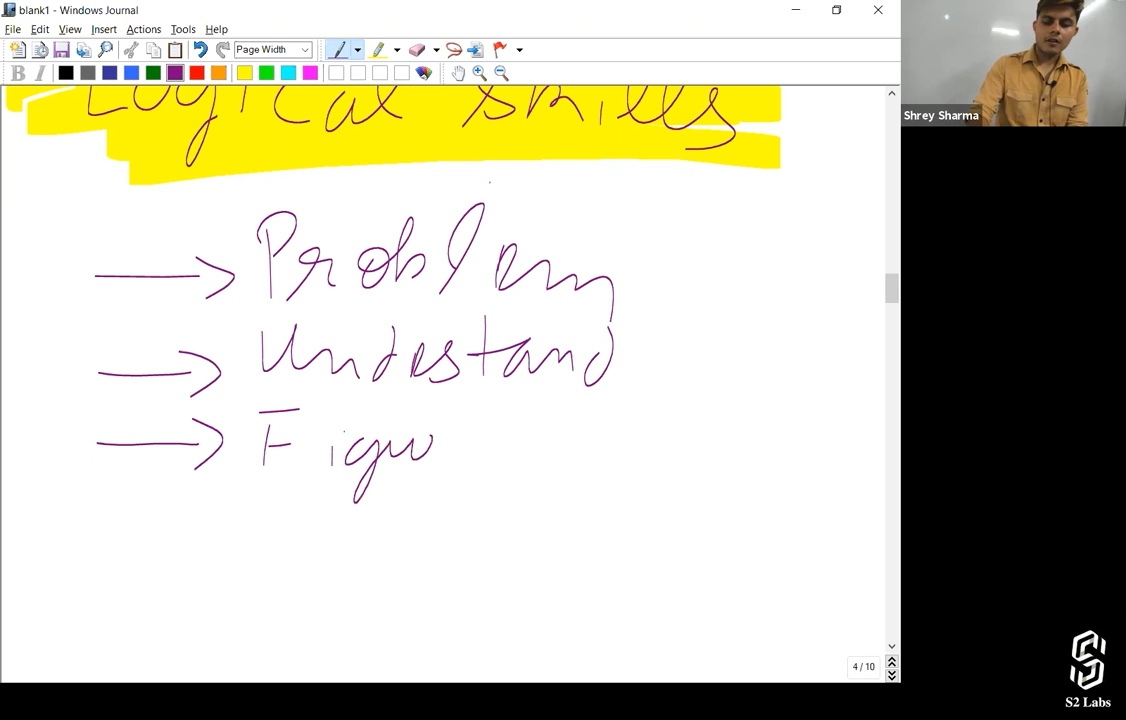 blank1 - Windows Journal
File Edit View Insert Actions Tools Help
Page Width
B I
Logical Skills
Shrey Sharma
Problem
Undestand
Figu
4 / 10
S2 Labs